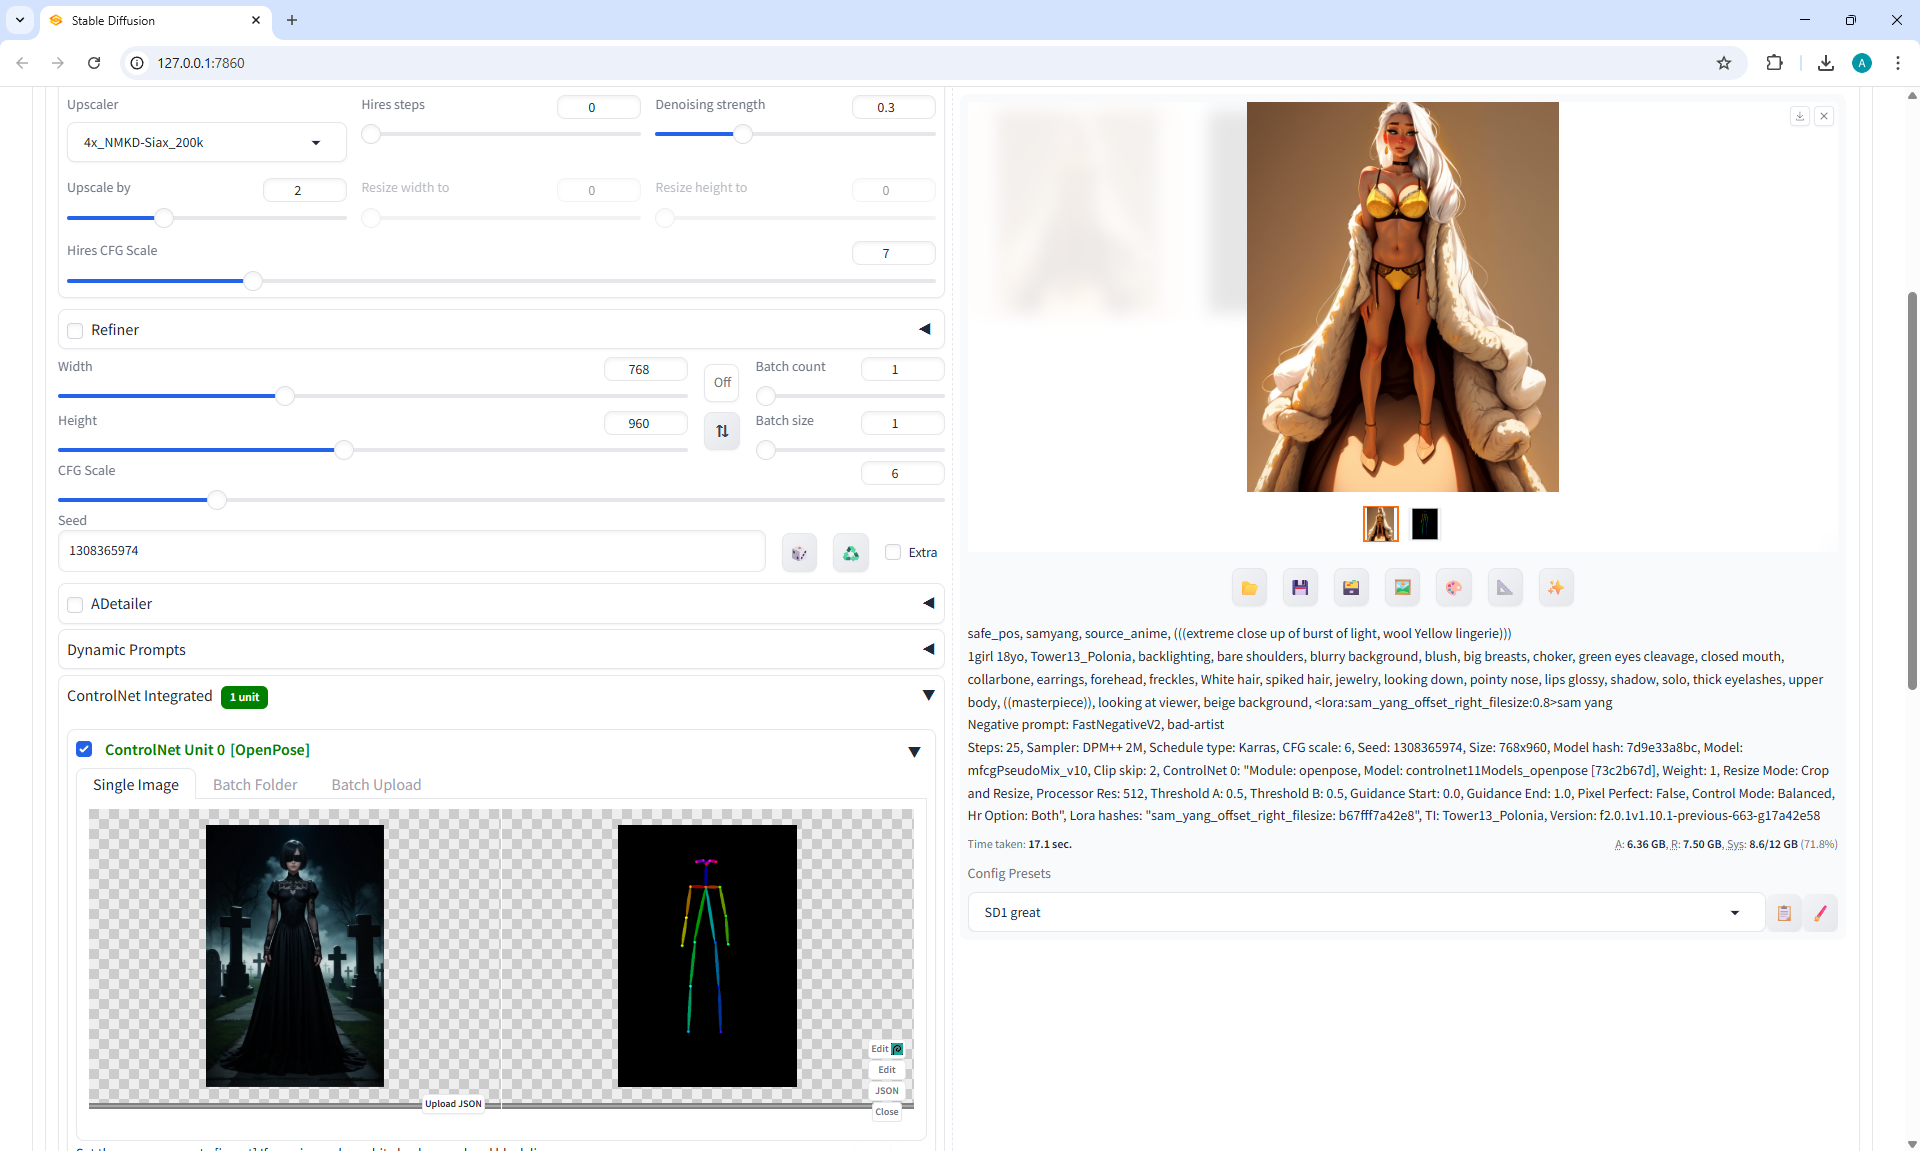 Stable Diffusion
127.0.0.1:7860
Upscaler
4x_NMKD-Siax_200k
Hires steps
0
Denoising strength
0.3
Upscale by
2
Resize width to
0
Resize height to
0
Hires CFG Scale
7
Refiner
Width
768
Off
Batch count
1
Height
960
Batch size
1
CFG Scale
6
Seed
1308365974
Extra
ADetailer
Dynamic Prompts
ControlNet Integrated 1 unit
ControlNet Unit 0 [OpenPose]
Single Image
Batch Folder
Batch Upload
Edit
Edit
JSON
Close
Upload JSON
safe_pos, samyang, source_anime, (((extreme close up of burst of light, wool Yellow lingerie)))
1girl 18yo, Tower13_Polonia, backlighting, bare shoulders, blurry background, blush, big breasts, choker, green eyes cleavage, closed mouth,
collarbone, earrings, forehead, freckles, White hair, spiked hair, jewelry, looking down, pointy nose, lips glossy, shadow, solo, thick eyelashes, upper
body, ((masterpiece)), looking at viewer, beige background, <lora:sam_yang_offset_right_filesize:0.8>sam yang
Negative prompt: FastNegativeV2, bad-artist
Steps: 25, Sampler: DPM++ 2M, Schedule type: Karras, CFG scale: 6, Seed: 1308365974, Size: 768x960, Model hash: 7d9e33a8bc, Model:
mfcgPseudoMix_v10, Clip skip: 2, ControlNet 0: "Module: openpose, Model: controlnet11Models_openpose [73c2b67d], Weight: 1, Resize Mode: Crop
and Resize, Processor Res: 512, Threshold A: 0.5, Threshold B: 0.5, Guidance Start: 0.0, Guidance End: 1.0, Pixel Perfect: False, Control Mode: Balanced,
Hr Option: Both", Lora hashes: "sam_yang_offset_right_filesize: b67fff7a42e8", TI: Tower13_Polonia, Version: f2.0.1v1.10.1-previous-663-g17a42e58
Time taken: 17.1 sec.
A: 6.36 GB, R: 7.50 GB, Sys: 8.6/12 GB (71.8%)
Config Presets
SD1 great
A